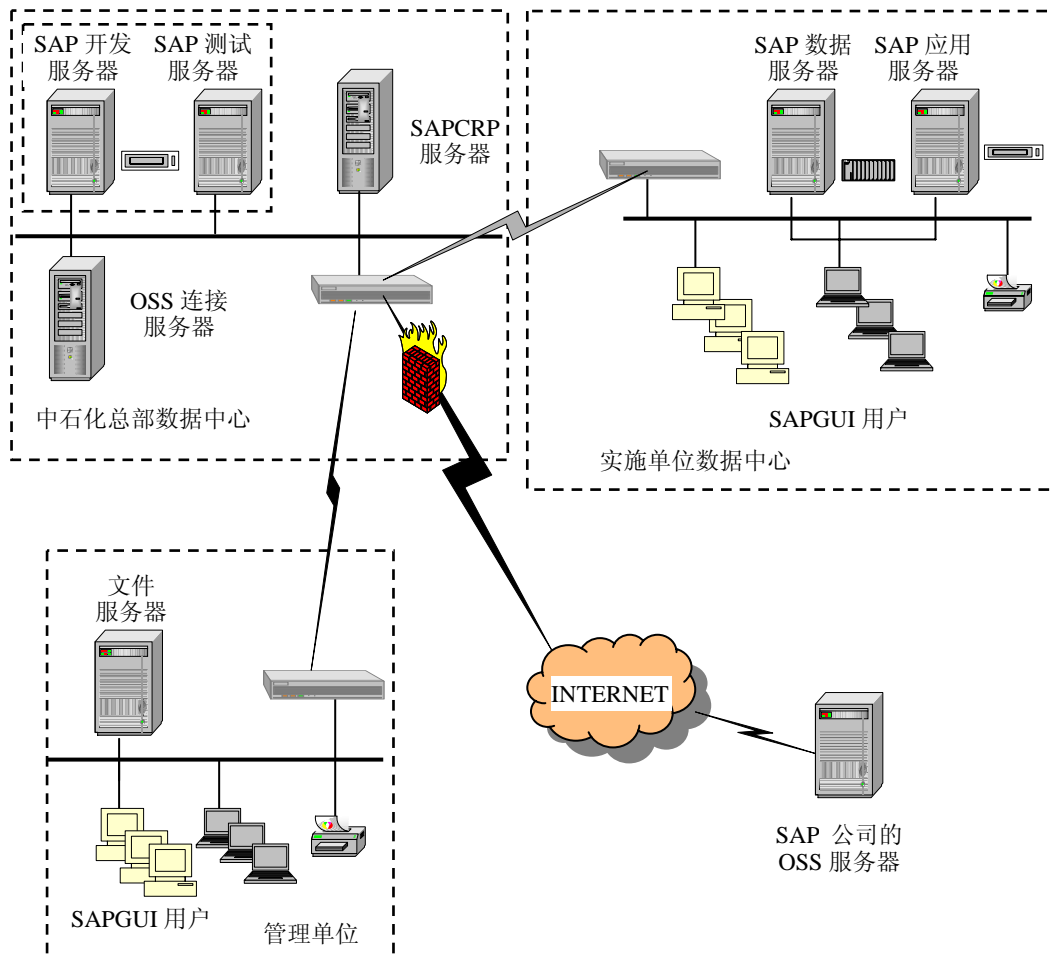 SAP 开发
服务器
SAP 测试
服务器
SAPCRP
服务器
OSS 连接
服务器
中石化总部数据中心
SAP 数据
服务器
SAP 应用
服务器
SAPGUI 用户
实施单位数据中心
文件
服务器
SAPGUI 用户
管理单位
INTERNET
SAP 公司的
OSS 服务器